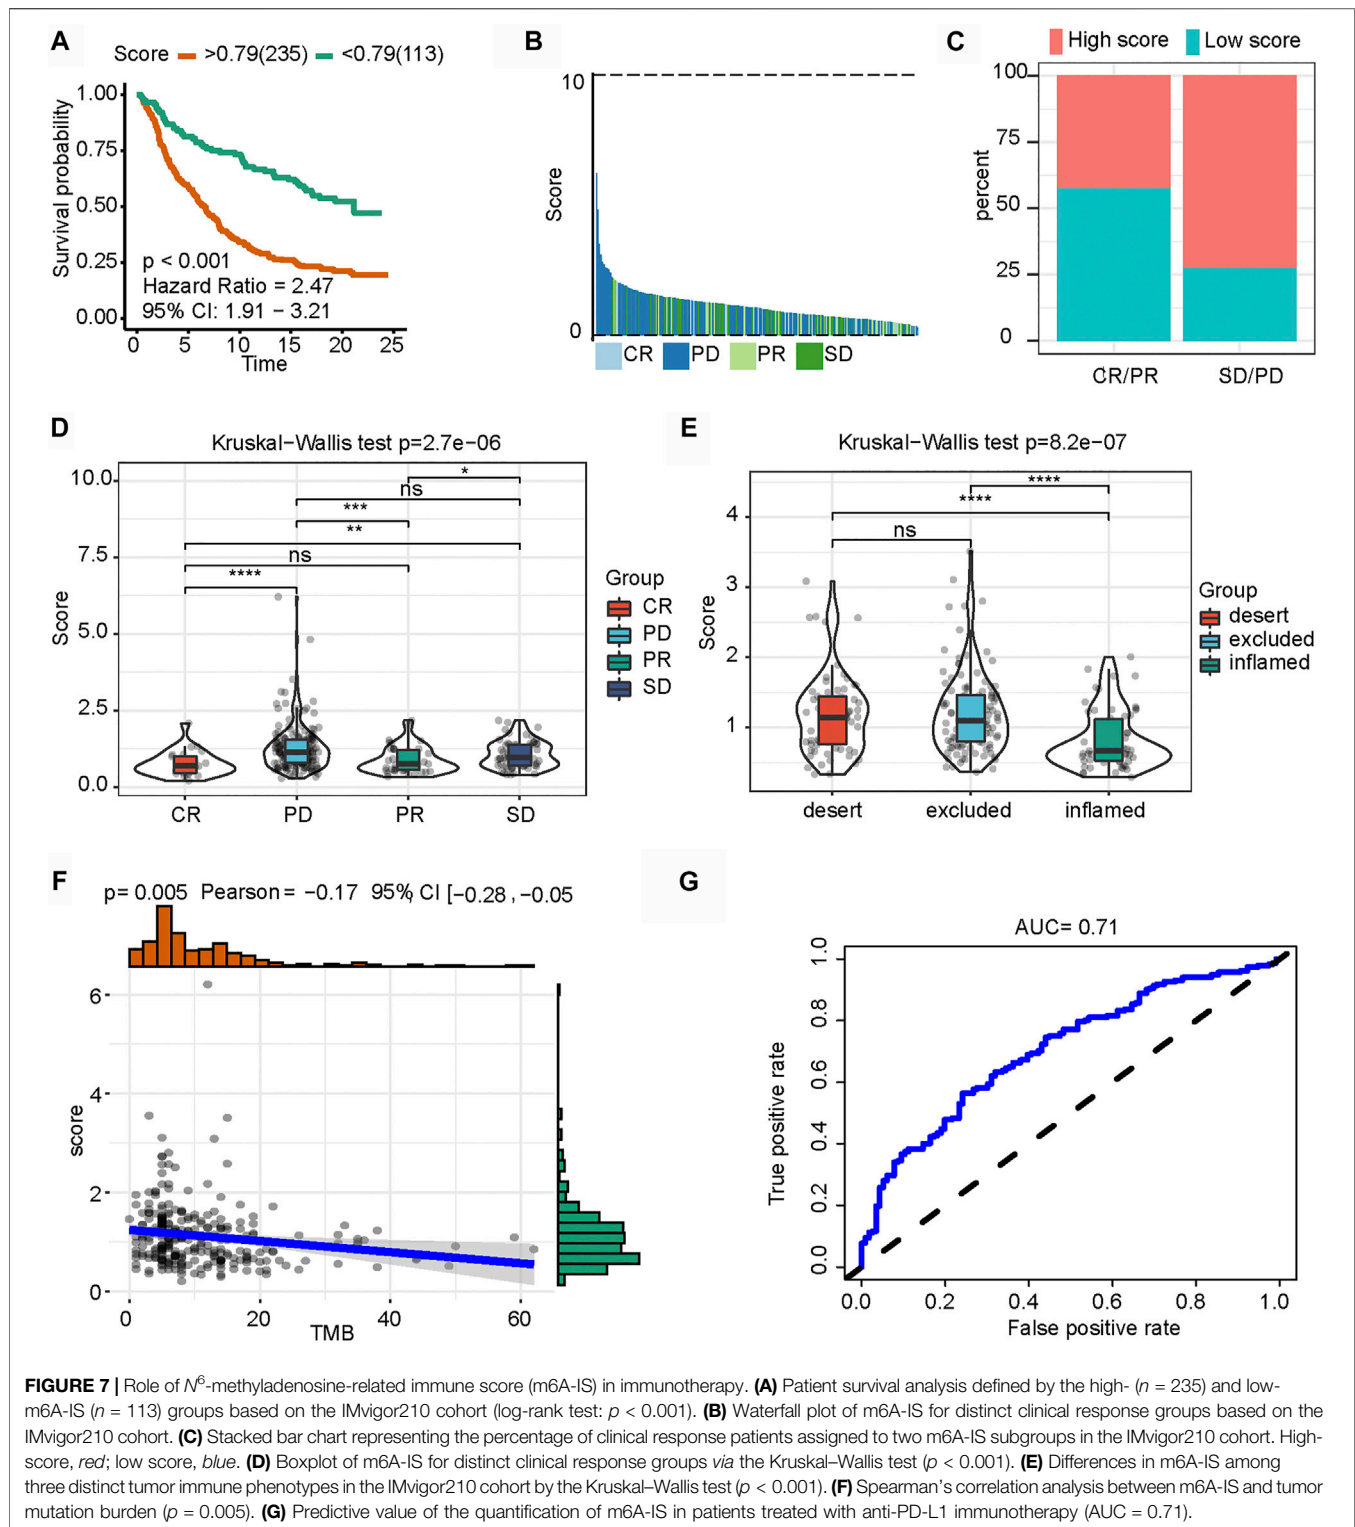 A
Score >0.79(235) <0.79(113)
Survival probability
1.00
0.75
0.50
0.25
0.00
p < 0.001
Hazard Ratio = 2.47
95% CI: 1.91 − 3.21
0 5 10 15 20 25
Time
B
Score
10
0
CR PD PR SD
C
High score Low score
percent
100
75
50
25
0
CR/PR SD/PD
D
Kruskal−Wallis test p=2.7e−06
Score
10.0
7.5
5.0
2.5
0.0
*
ns
***
**
ns
****
CR PD PR SD
Group
CR
PD
PR
SD
E
Kruskal−Wallis test p=8.2e−07
Score
4
3
2
1
****
****
ns
desert excluded inflamed
Group
desert
excluded
inflamed
F
p= 0.005 Pearson = −0.17 95% CI [−0.28 , −0.05
score
6
4
2
0
0 20 40 60
TMB
G
AUC= 0.71
True positive rate
1.0
0.8
0.6
0.4
0.2
0.0
0.0 0.2 0.4 0.6 0.8 1.0
False positive rate
FIGURE 7 | Role of N⁶-methyladenosine-related immune score (m6A-IS) in immunotherapy. (A) Patient survival analysis defined by the high- (n = 235) and low-
m6A-IS (n = 113) groups based on the IMvigor210 cohort (log-rank test: p < 0.001). (B) Waterfall plot of m6A-IS for distinct clinical response groups based on the
IMvigor210 cohort. (C) Stacked bar chart representing the percentage of clinical response patients assigned to two m6A-IS subgroups in the IMvigor210 cohort. High-
score, red; low score, blue. (D) Boxplot of m6A-IS for distinct clinical response groups via the Kruskal–Wallis test (p < 0.001). (E) Differences in m6A-IS among
three distinct tumor immune phenotypes in the IMvigor210 cohort by the Kruskal–Wallis test (p < 0.001). (F) Spearman's correlation analysis between m6A-IS and tumor
mutation burden (p = 0.005). (G) Predictive value of the quantification of m6A-IS in patients treated with anti-PD-L1 immunotherapy (AUC = 0.71).